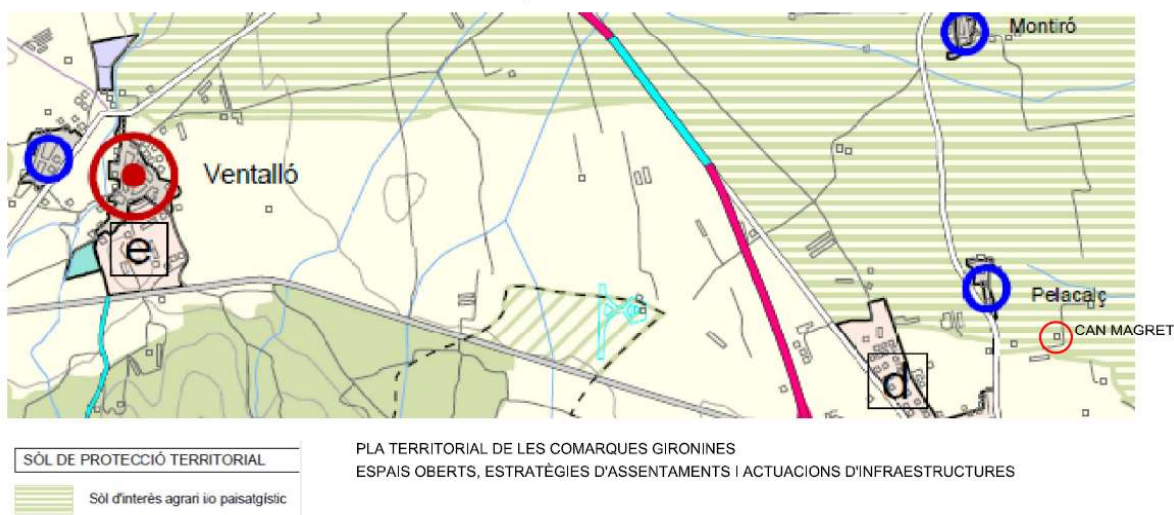 Montiró
Ventalló
e
Pelacalç
CAN MAGRET
d
SÒL DE PROTECCIÓ TERRITORIAL
Sòl d'interès agrari i/o paisatgístic
PLA TERRITORIAL DE LES COMARQUES GIRONINES
ESPAIS OBERTS, ESTRATÈGIES D'ASSENTAMENTS I ACTUACIONS D'INFRAESTRUCTURES